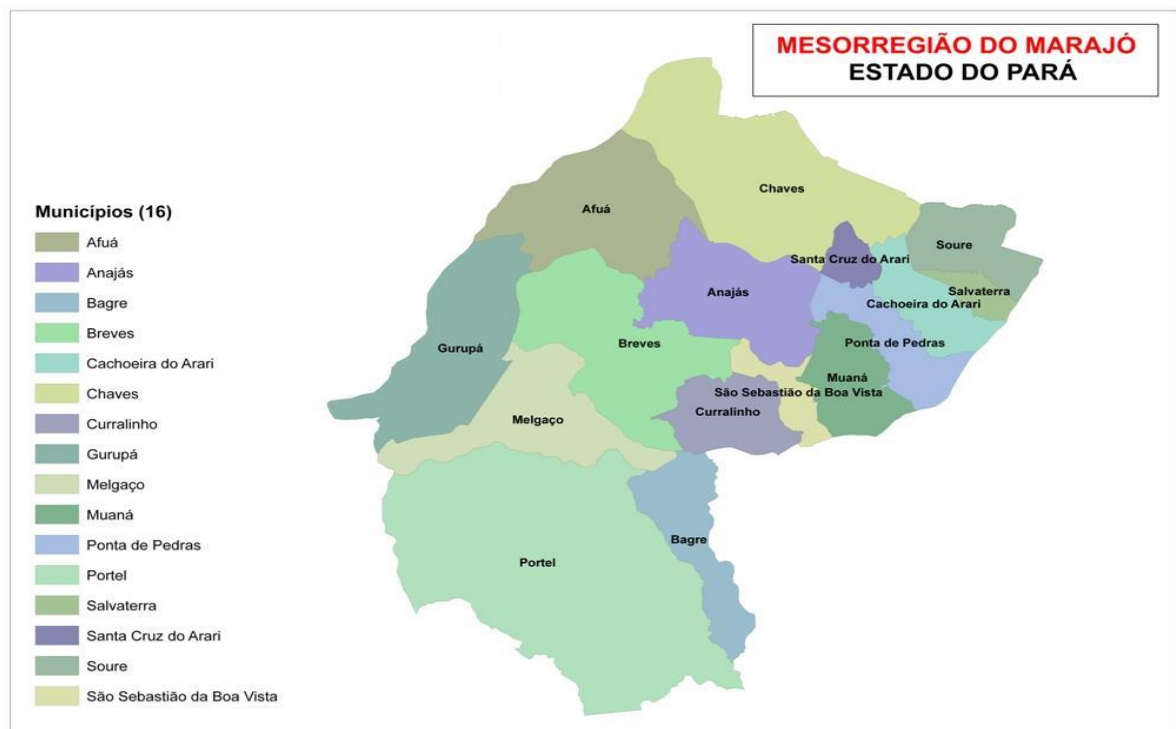 MESORREGIÃO DO MARAJÓ
ESTADO DO PARÁ
Municípios (16)
Afuá
Anajás
Bagre
Breves
Cachoeira do Arari
Chaves
Curralinho
Gurupá
Melgaço
Muaná
Ponta de Pedras
Portel
Salvaterra
Santa Cruz do Arari
Soure
São Sebastião da Boa Vista
Chaves
Afuá
Soure
Santa Cruz do Arari
Anajás
Salvaterra
Cachoeira do Arari
Gurupá
Breves
Ponta de Pedras
Muaná
São Sebastião da Boa Vista
Curralinho
Melgaço
Bagre
Portel